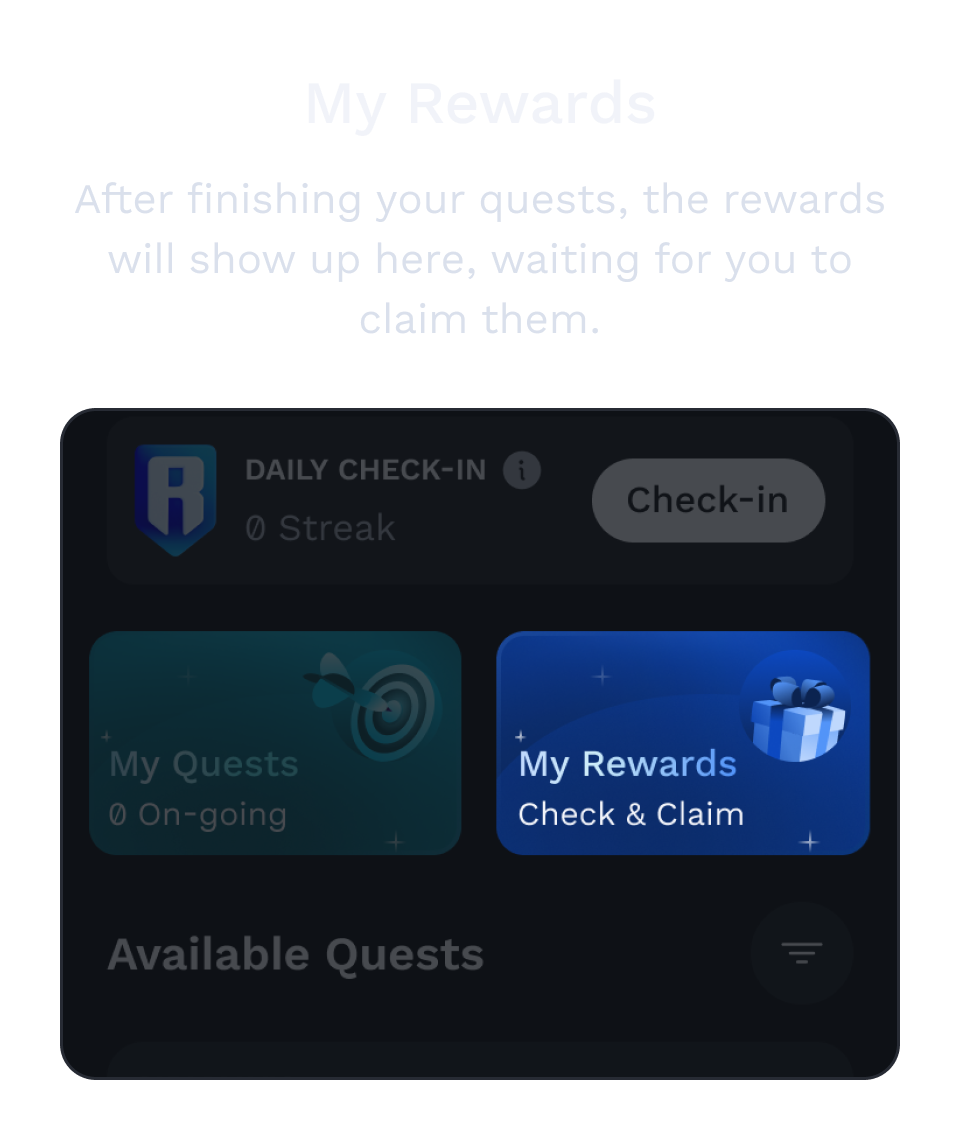 My Rewards
After finishing your quests, the rewards
will show up here, waiting for you to
claim them.
R
DAILY CHECK-IN i
0 Streak
Check-in
My Quests
0 On-going
My Rewards
Check & Claim
Available Quests